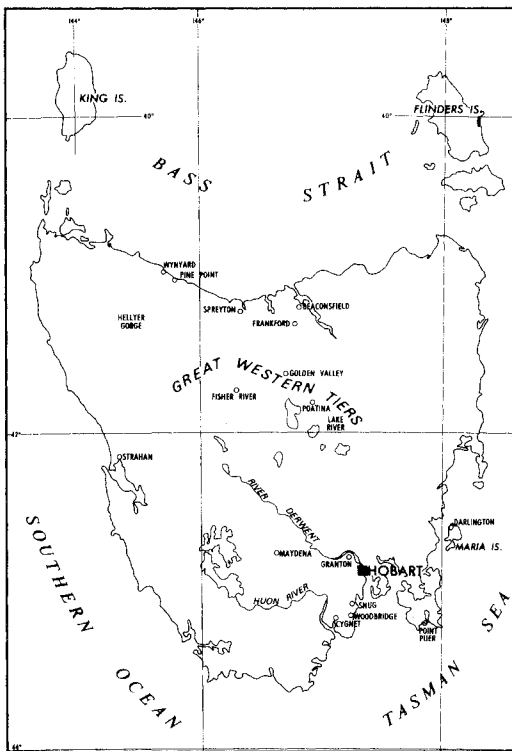 144°
146°
148°
KING IS.
FLINDERS IS.
40°
40°
BASS STRAIT
WYNYARD
PINE POINT
HELLYER
GORGE
SPREYTON
BEACONSFIELD
FRANKFORD
GREAT WESTERN TIERS
GOLDEN VALLEY
FISHER RIVER
POATINA
LAKE
RIVER
42°
STRAHAN
RIVER DERWENT
DARLINGTON
MARIA IS.
MAYDENA
GRANTON
HOBART
HUON RIVER
SNUG
WOODBRIDGE
CYGNET
POINT
PUER
SOUTHERN OCEAN
TASMAN SEA
44°